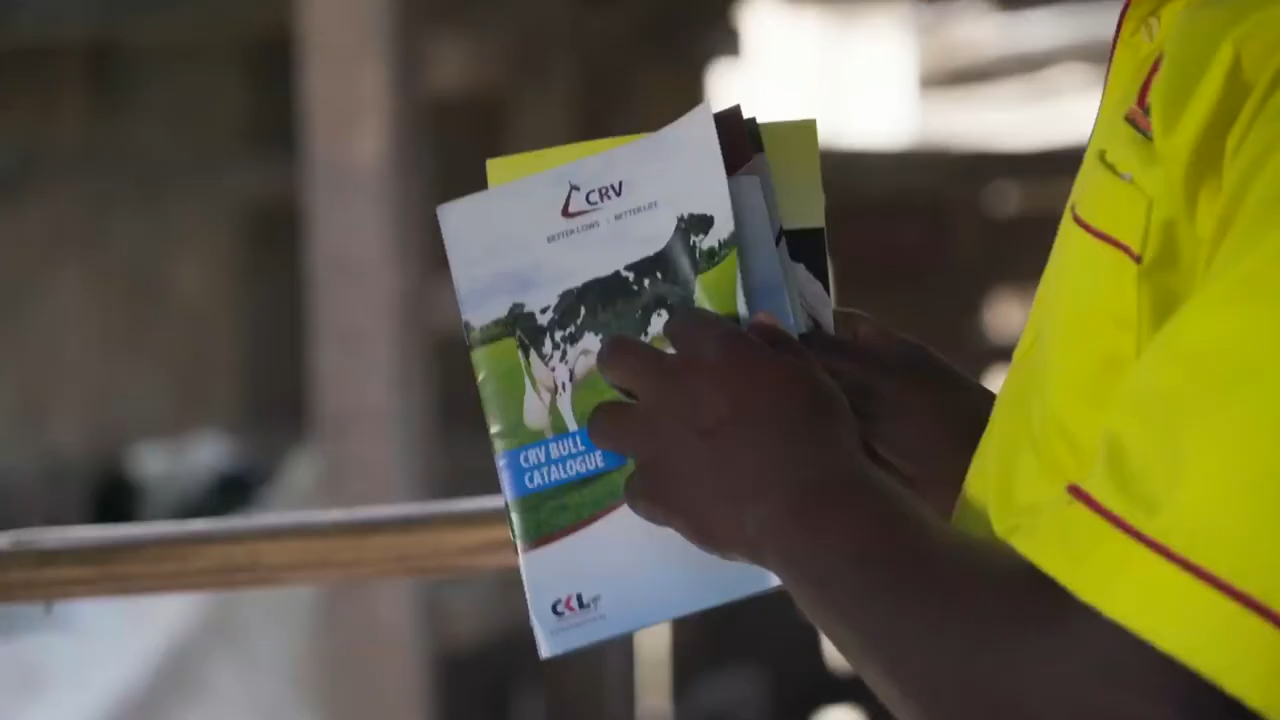 CRV
BETTER COWS | BETTER LIFE
CRV BULL
CATALOGUE
CKL